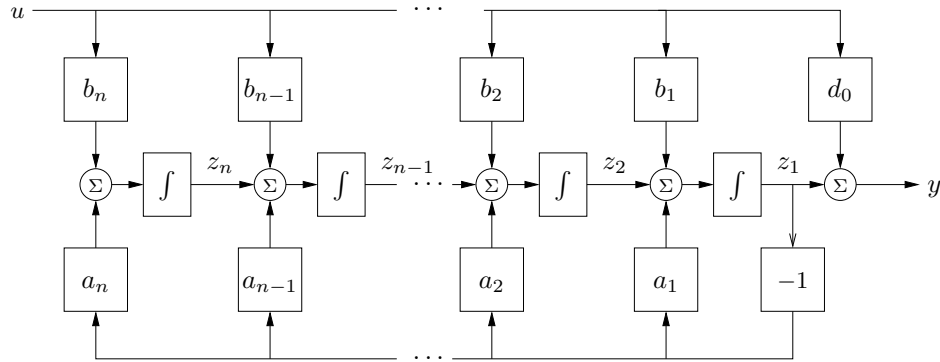 u ⋯
b_n b_{n−1} b_2 b_1 d_0
Σ ∫ z_n Σ ∫ z_{n−1} ⋯ Σ ∫ z_2 Σ ∫ z_1 Σ y
a_n a_{n−1} a_2 a_1 −1
⋯